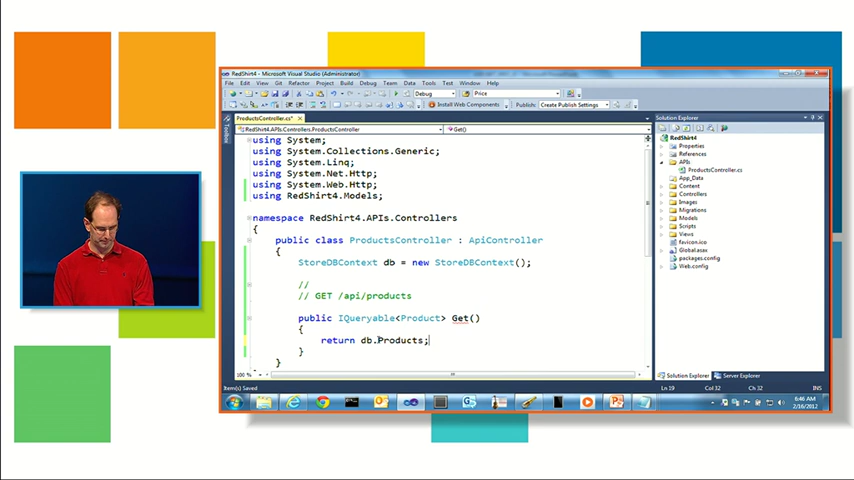 RedShirt4 - Microsoft Visual Studio (Administrator)
File Edit View Git Refactor Project Build Debug Team Data Tools Test Window Help
Debug Price
Install Web Components Publish: Create Publish Settings
ProductsController.cs*
RedShirt4.APIs.Controllers.ProductsController Get()
Toolbox
using System;
using System.Collections.Generic;
using System.Linq;
using System.Net.Http;
using System.Web.Http;
using RedShirt4.Models;
namespace RedShirt4.APIs.Controllers
{
public class ProductsController : ApiController
{
StoreDBContext db = new StoreDBContext();
//
// GET /api/products
public IQueryable<Product> Get()
{
return db.Products;
}
}
100 %
Solution Explorer
RedShirt4
Properties
References
APIs
ProductsController.cs
App_Data
Content
Controllers
Images
Migrations
Models
Scripts
Views
favicon.ico
Global.asax
packages.config
Web.config
Solution Explorer Server Explorer
Item(s) Saved Ln 19 Col 32 Ch 32 INS
6:46 AM
2/16/2012